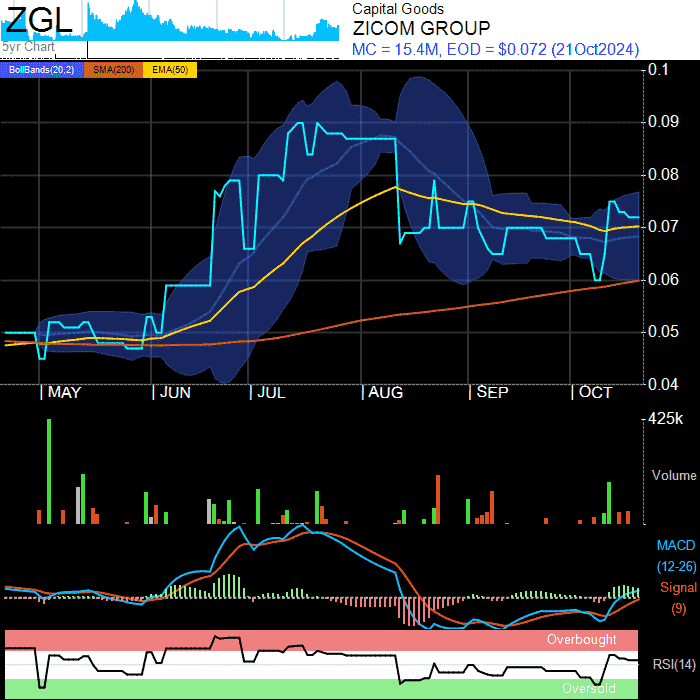 ZGL
5yr Chart
Capital Goods
ZICOM GROUP
MC = 15.4M, EOD = $0.072 (21Oct2024)
BollBands(20,2) SMA(200) EMA(50)
0.1
0.09
0.08
0.07
0.06
0.05
0.04
MAY JUN JUL AUG SEP OCT
425k
Volume
MACD
(12-26)
Signal
(9)
Overbought
RSI(14)
Oversold